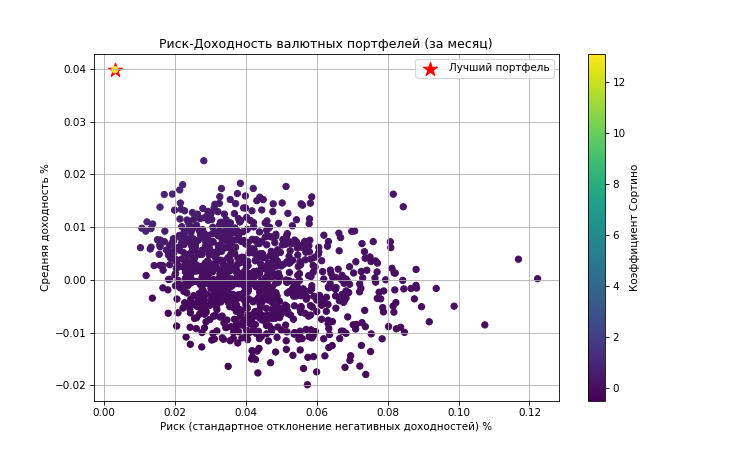 Риск-Доходность валютных портфелей (за месяц)
Лучший портфель
Средняя доходность %
0.04
0.03
0.02
0.01
0.00
−0.01
−0.02
0.00 0.02 0.04 0.06 0.08 0.10 0.12
Риск (стандартное отклонение негативных доходностей) %
12
10
8
6
4
2
0
Коэффициент Сортино